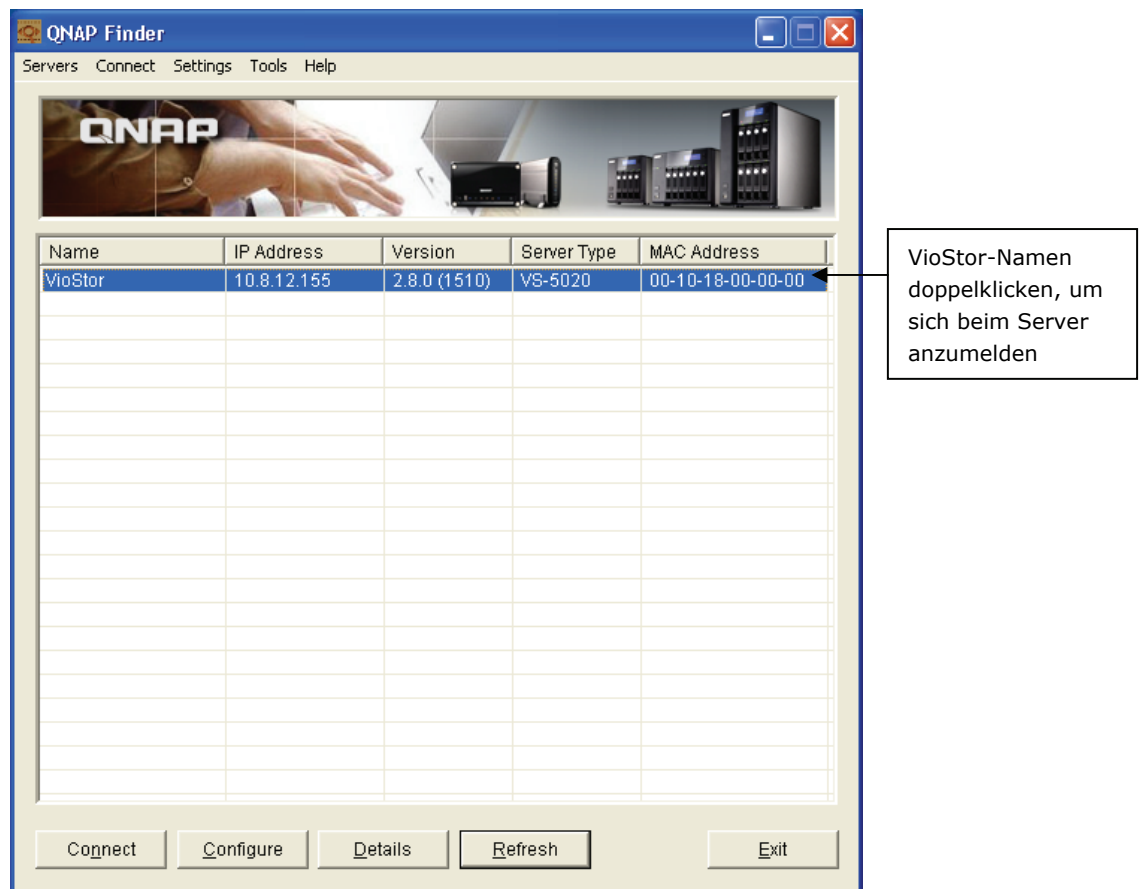 QNAP Finder
Servers Connect Settings Tools Help
QNAP
Name IP Address Version Server Type MAC Address
VioStor 10.8.12.155 2.8.0 (1510) VS-5020 00-10-18-00-00-00
VioStor-Namen
doppelklicken, um
sich beim Server
anzumelden
Connect Configure Details Refresh Exit